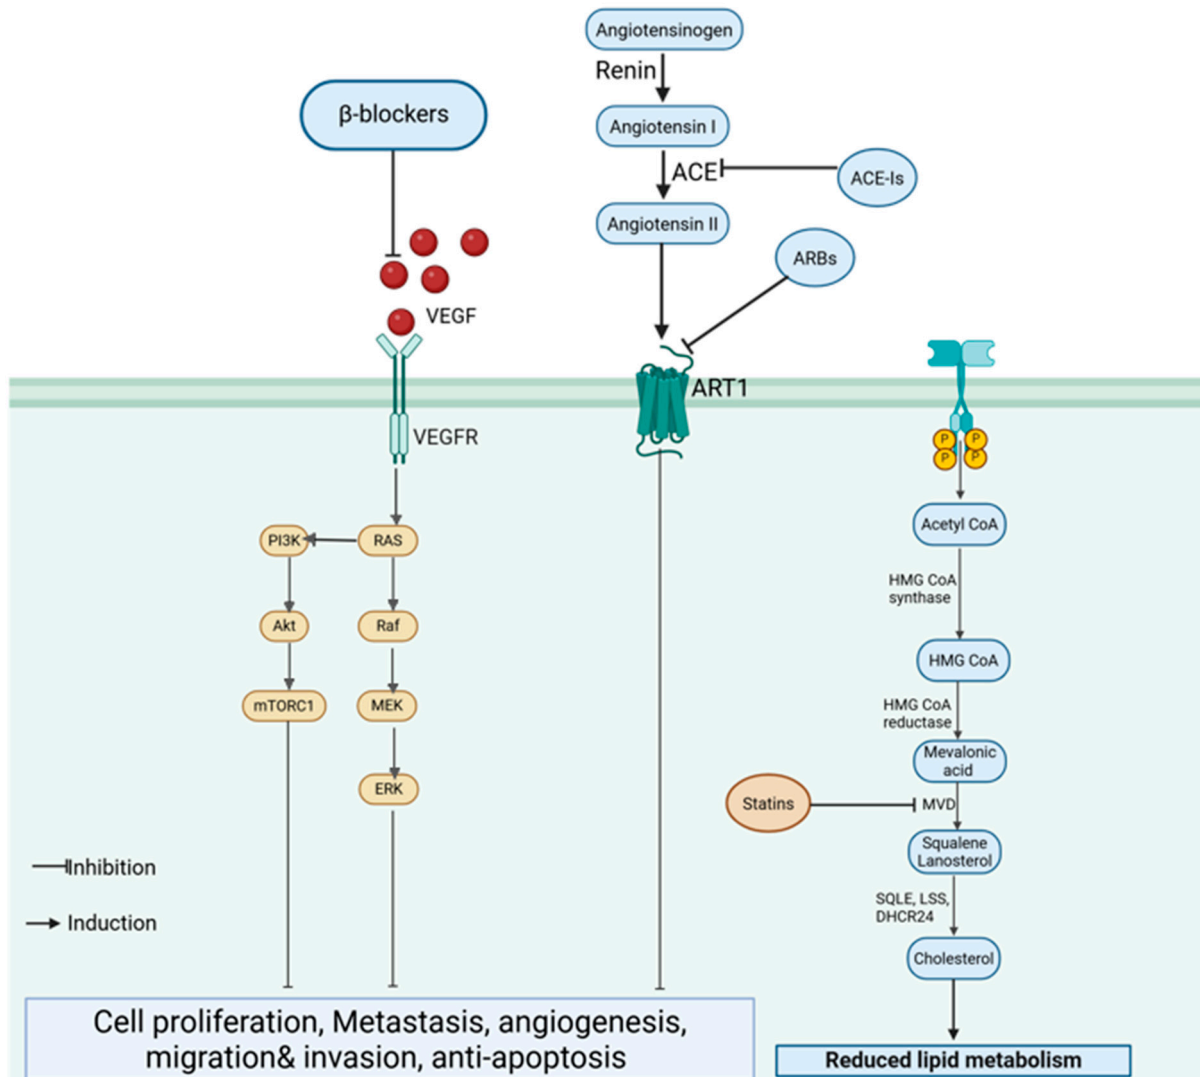 Angiotensinogen
Renin
β-blockers
Angiotensin I
ACE
ACE-Is
Angiotensin II
ARBs
VEGF
ART1
VEGFR
P P
P P
Acetyl CoA
PI3K
RAS
HMG CoA
synthase
Akt
Raf
HMG CoA
HMG CoA
reductase
mTORC1
MEK
Mevalonic
acid
ERK
Statins
MVD
Squalene
Lanosterol
Inhibition
SQLE, LSS,
DHCR24
Induction
Cholesterol
Cell proliferation, Metastasis, angiogenesis,
migration& invasion, anti-apoptosis
Reduced lipid metabolism